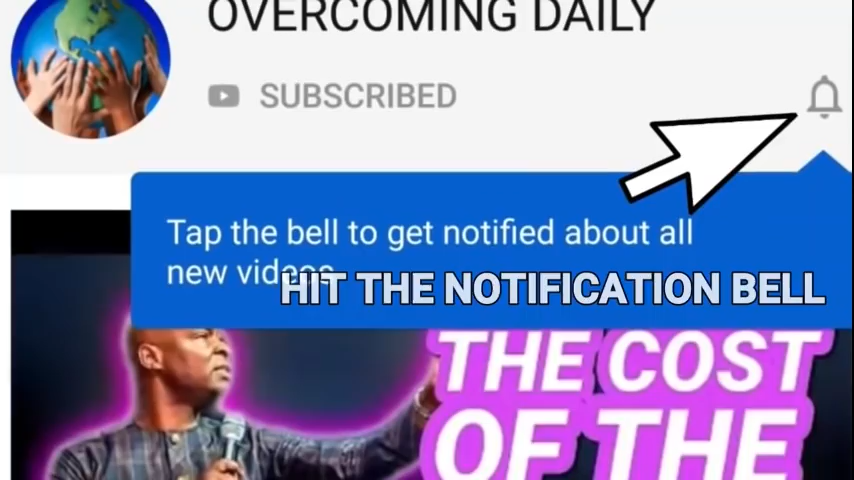 OVERCOMING DAILY
SUBSCRIBED
Tap the bell to get notified about all
new videos
HIT THE NOTIFICATION BELL
THE COST
OF THE